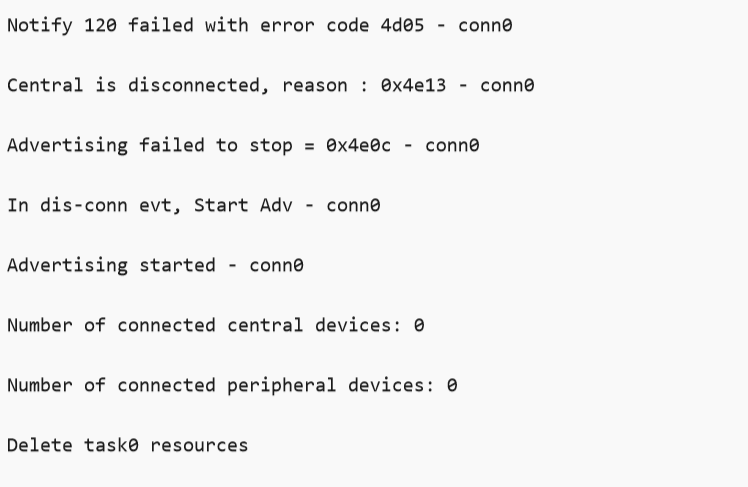 Notify 120 failed with error code 4d05 - conn0
Central is disconnected, reason : 0x4e13 - conn0
Advertising failed to stop = 0x4e0c - conn0
In dis-conn evt, Start Adv - conn0
Advertising started - conn0
Number of connected central devices: 0
Number of connected peripheral devices: 0
Delete task0 resources